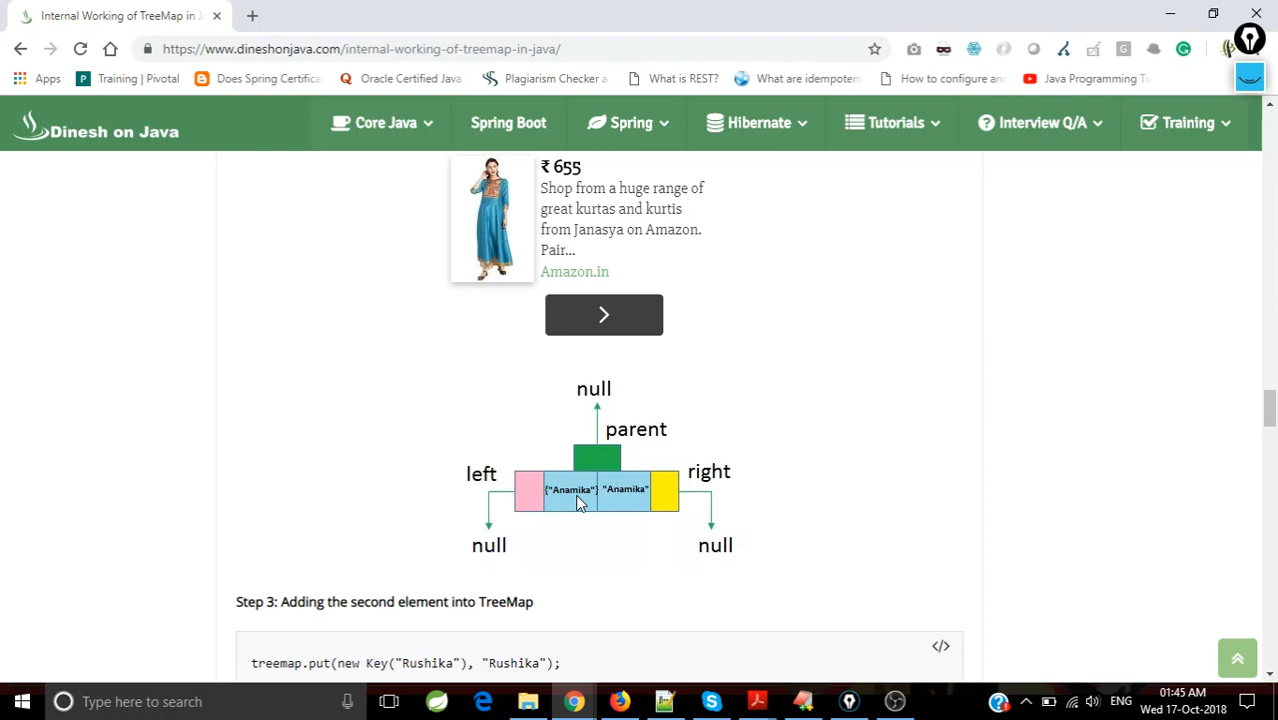 Internal Working of TreeMap in J
https://www.dineshonjava.com/internal-working-of-treemap-in-java/
Apps
Training | Pivotal
Does Spring Certifica
Oracle Certified Java
Plagiarism Checker a
What is REST?
What are idempotent
How to configure and
Java Programming Tu
Dinesh on Java
Core Java
Spring Boot
Spring
Hibernate
Tutorials
Interview Q/A
Training
₹ 655
Shop from a huge range of
great kurtas and kurtis
from Janasya on Amazon.
Pair...
Amazon.in
null
parent
left
right
{"Anamika"} "Anamika"
null
null
Step 3: Adding the second element into TreeMap
</>
treemap.put(new Key("Rushika"), "Rushika");
Type here to search
ENG
01:45 AM
Wed 17-Oct-2018